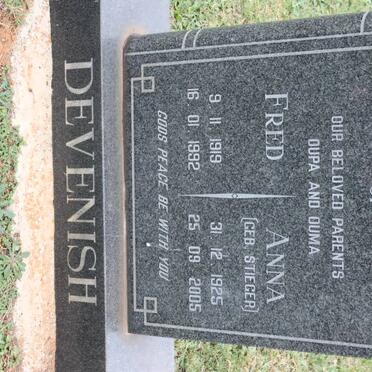 OUR BELOVED PARENTS
OUPA AND OUMA
FRED ANNA
(GEB. STIEGER)
9 11 1919 31 12 1925
16 01 1992 25 09 2005
GODS PEACE BE WITH YOU
DEVENISH